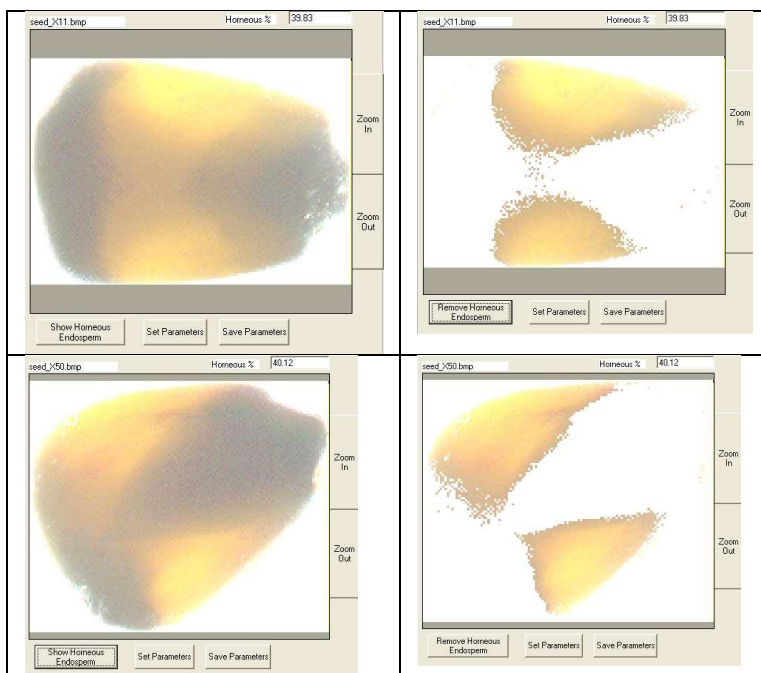 seed_X11.bmp Horneous % 39.83
Zoom
In
Zoom
Out
Show Horneous
Endosperm
Set Parameters
Save Parameters
seed_X11.bmp Horneous % 39.83
Zoom
In
Zoom
Out
Remove Horneous
Endosperm
Set Parameters
Save Parameters
seed_X50.bmp Horneous % 40.12
Zoom
In
Zoom
Out
Show Horneous
Endosperm
Set Parameters
Save Parameters
seed_X50.bmp Horneous % 40.12
Zoom
In
Zoom
Out
Remove Horneous
Endosperm
Set Parameters
Save Parameters